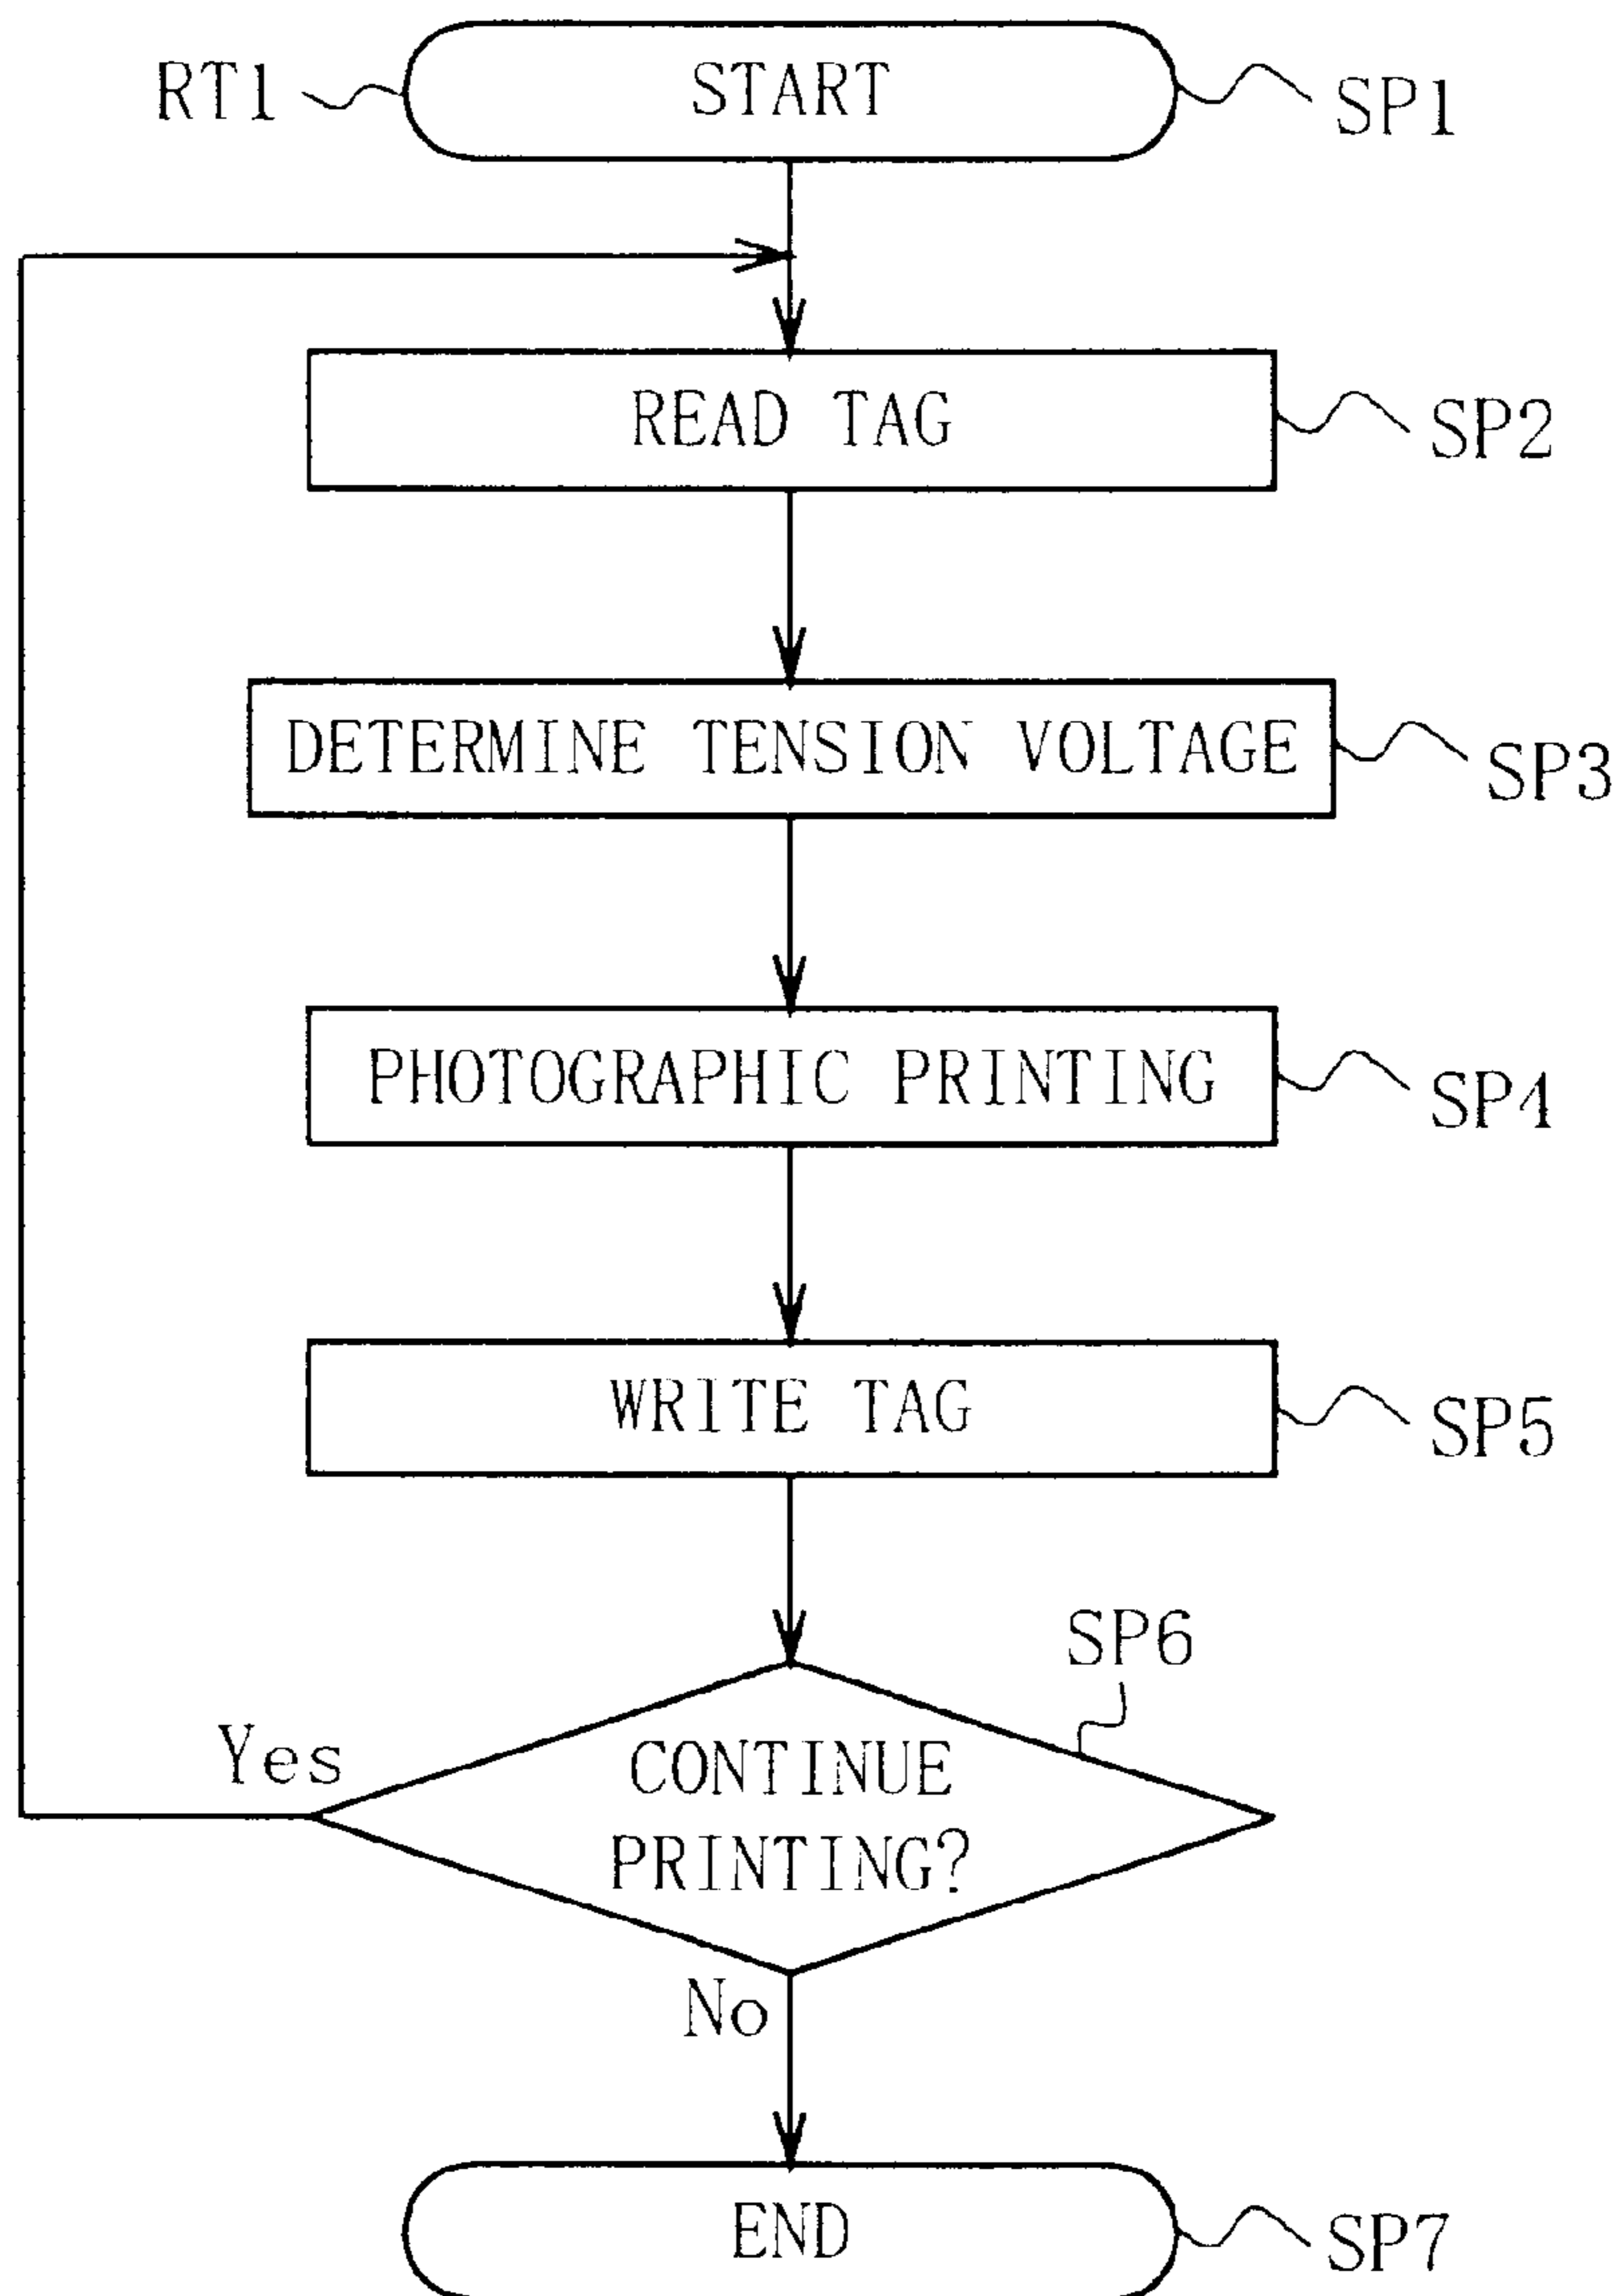 RT1
START
SP1
READ TAG
SP2
DETERMINE TENSION VOLTAGE
SP3
PHOTOGRAPHIC PRINTING
SP4
WRITE TAG
SP5
SP6
Yes
CONTINUE
PRINTING?
No
END
SP7